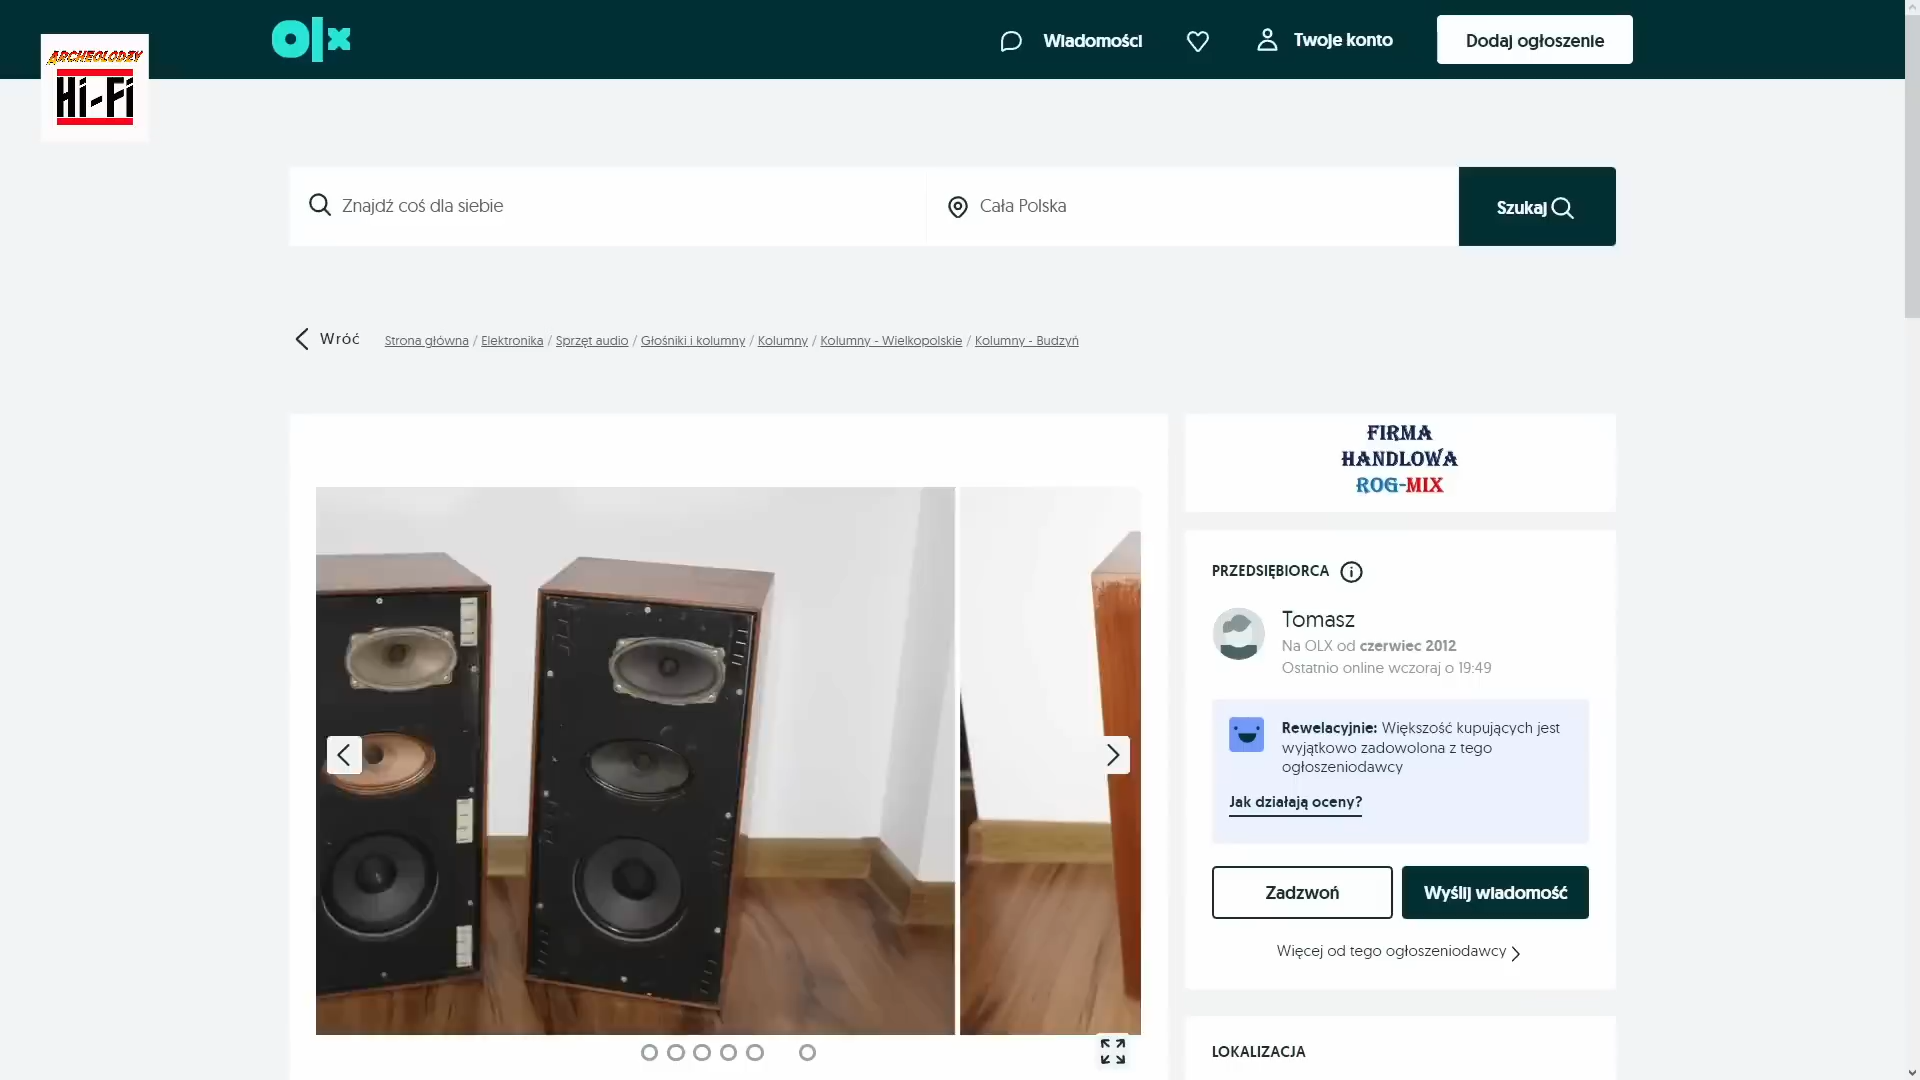 olx
Wiadomości
Twoje konto
Dodaj ogłoszenie
ARCHEOLODZY
Hi-Fi
Znajdź coś dla siebie
Cała Polska
Szukaj
Wróć
Strona główna / Elektronika / Sprzęt audio / Głośniki i kolumny / Kolumny / Kolumny - Wielkopolskie / Kolumny - Budzyń
FIRMA
HANDLOWA
ROG-MIX
PRZEDSIĘBIORCA
Tomasz
Na OLX od czerwiec 2012
Ostatnio online wczoraj o 19:49
Rewelacyjnie: Większość kupujących jest
wyjątkowo zadowolona z tego
ogłoszeniodawcy
Jak działają oceny?
Zadzwoń
Wyślij wiadomość
Więcej od tego ogłoszeniodawcy
LOKALIZACJA